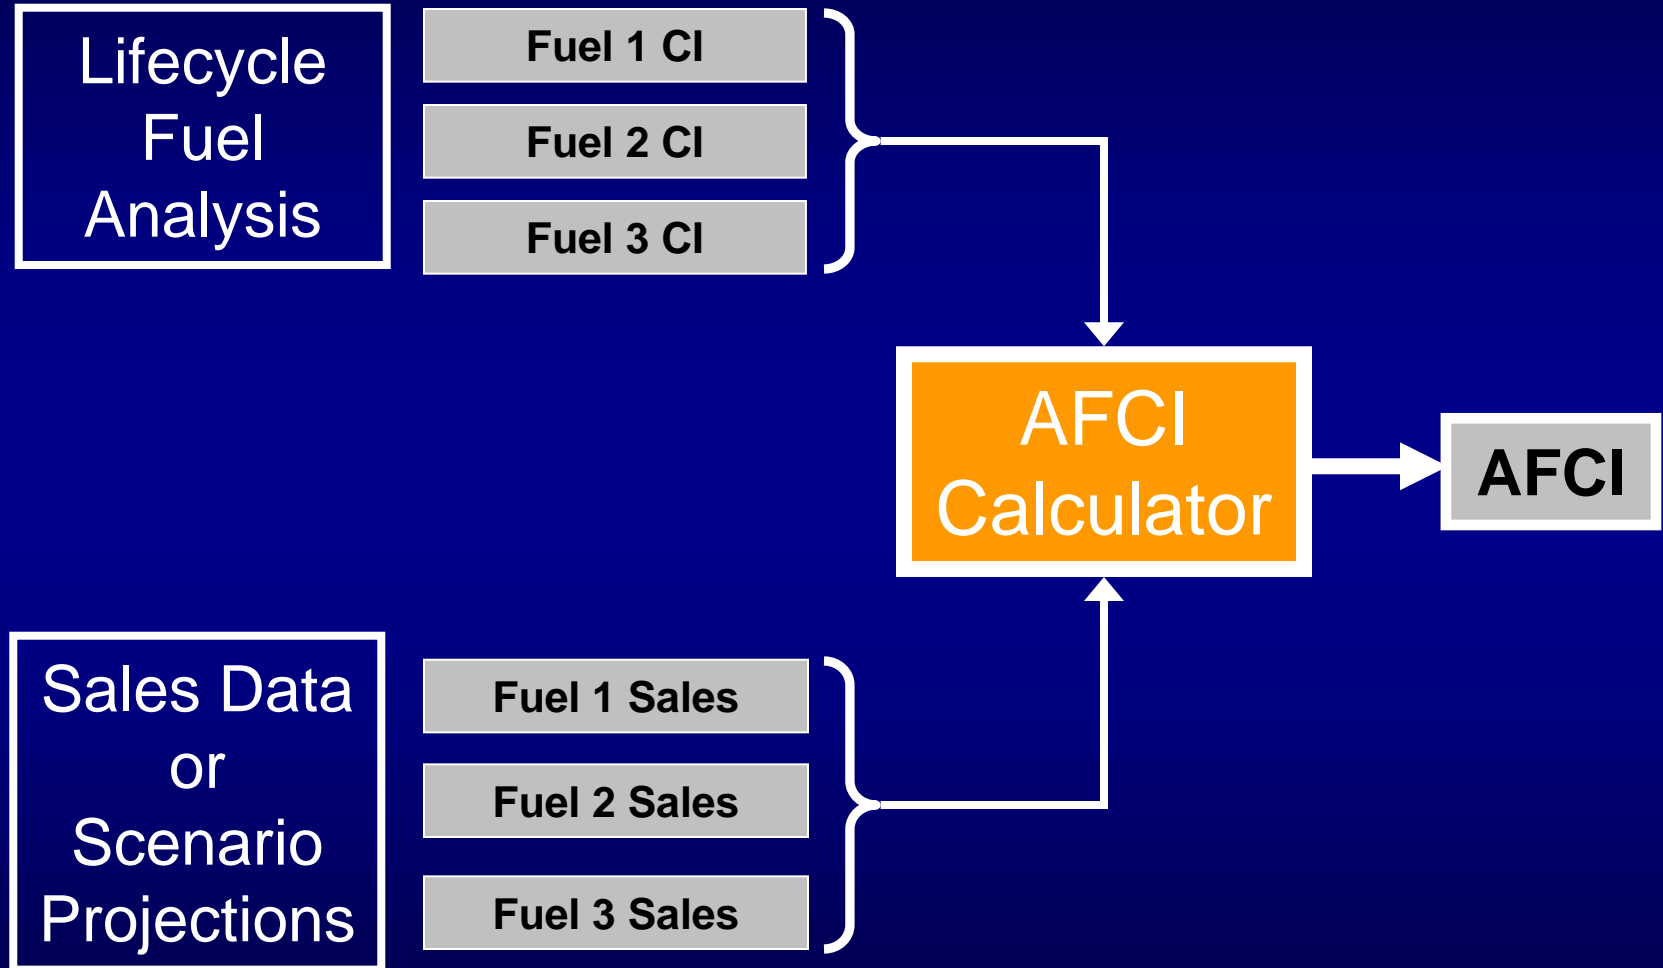 Lifecycle
Fuel
Analysis
Fuel 1 CI
Fuel 2 CI
Fuel 3 CI
AFCI
Calculator
AFCI
Sales Data
or
Scenario
Projections
Fuel 1 Sales
Fuel 2 Sales
Fuel 3 Sales